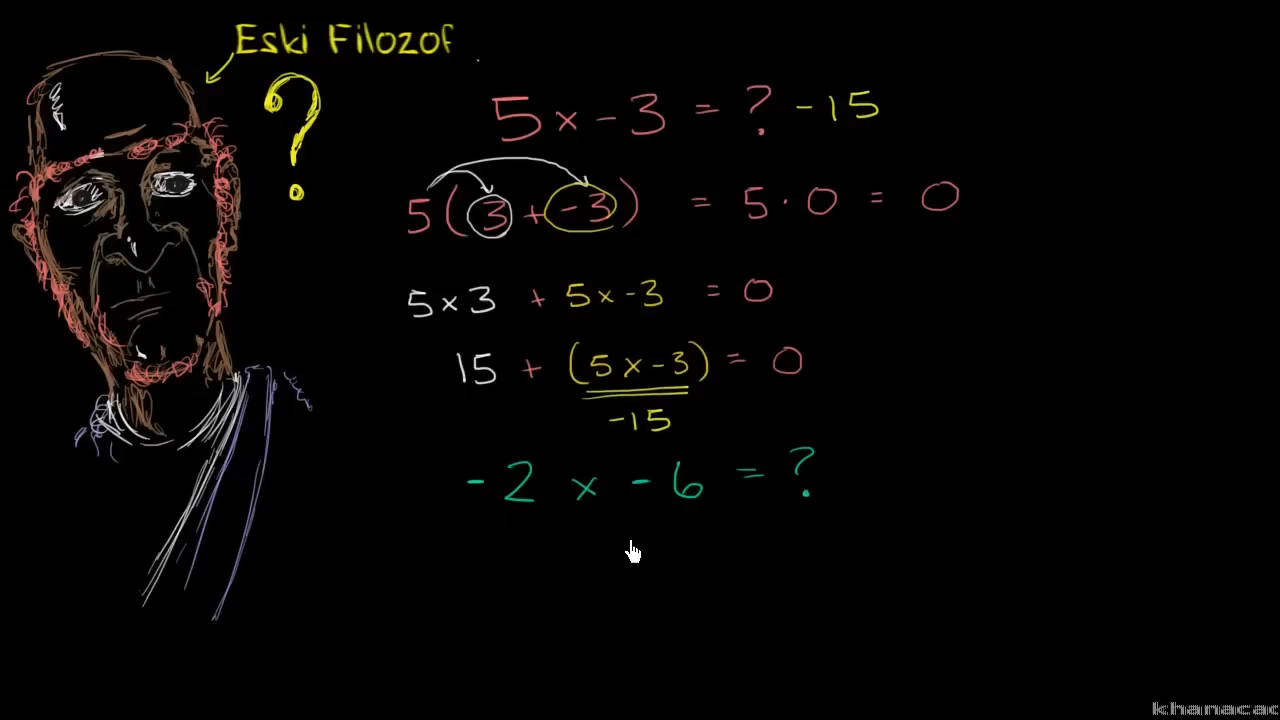 Eski Filozof
?
5 x -3 = ? -15
5(3 + -3) = 5 · 0 = 0
5 x 3 + 5 x -3 = 0
15 + (5 x -3) = 0
-15
-2 x -6 = ?
khanacac